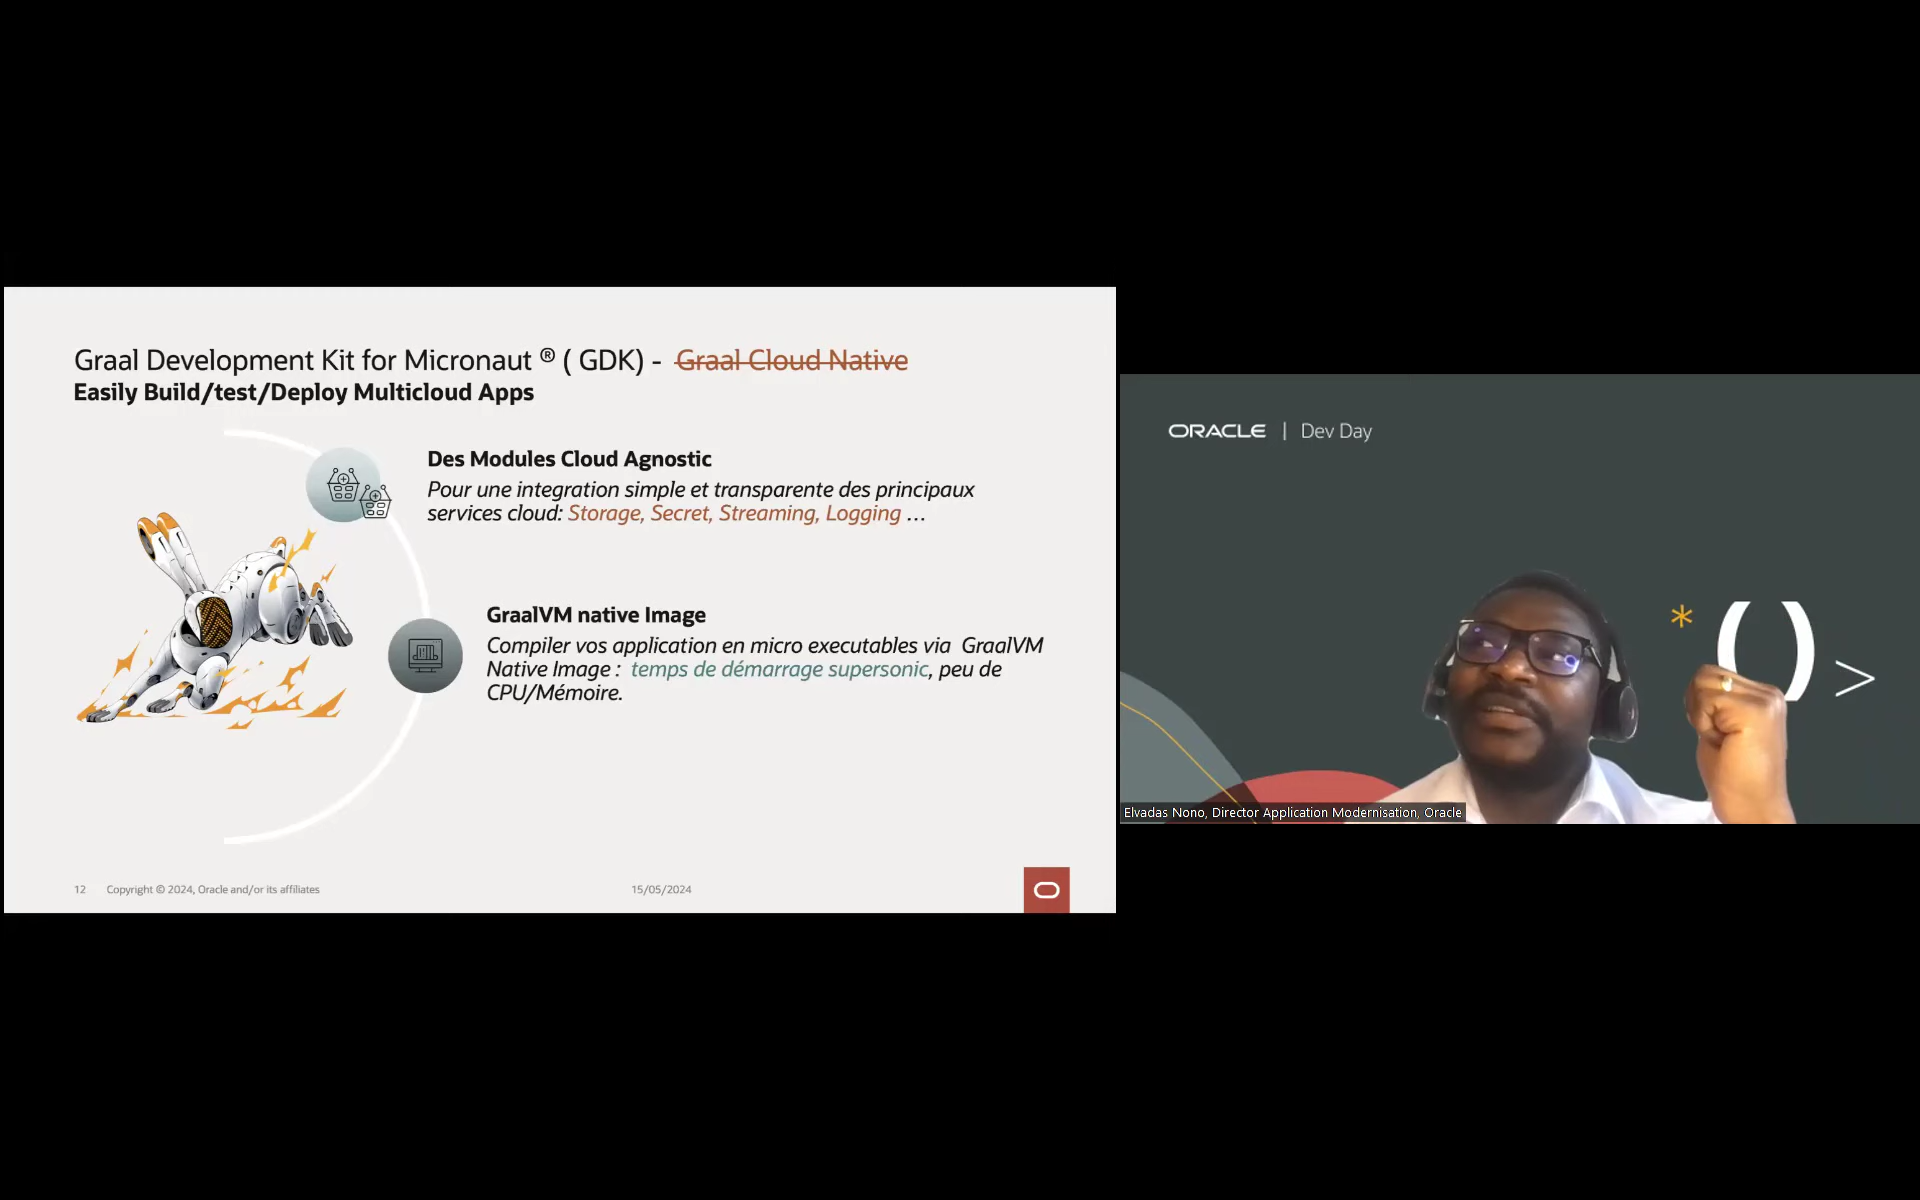 Graal Development Kit for Micronaut ® ( GDK) - Graal Cloud Native
Easily Build/test/Deploy Multicloud Apps
Des Modules Cloud Agnostic
Pour une integration simple et transparente des principaux
services cloud: Storage, Secret, Streaming, Logging ...
GraalVM native Image
Compiler vos application en micro executables via GraalVM
Native Image : temps de démarrage supersonic, peu de
CPU/Mémoire.
12 Copyright © 2024, Oracle and/or its affiliates 15/05/2024
ORACLE | Dev Day
* ( ) >
Elvadas Nono, Director Application Modernisation, Oracle